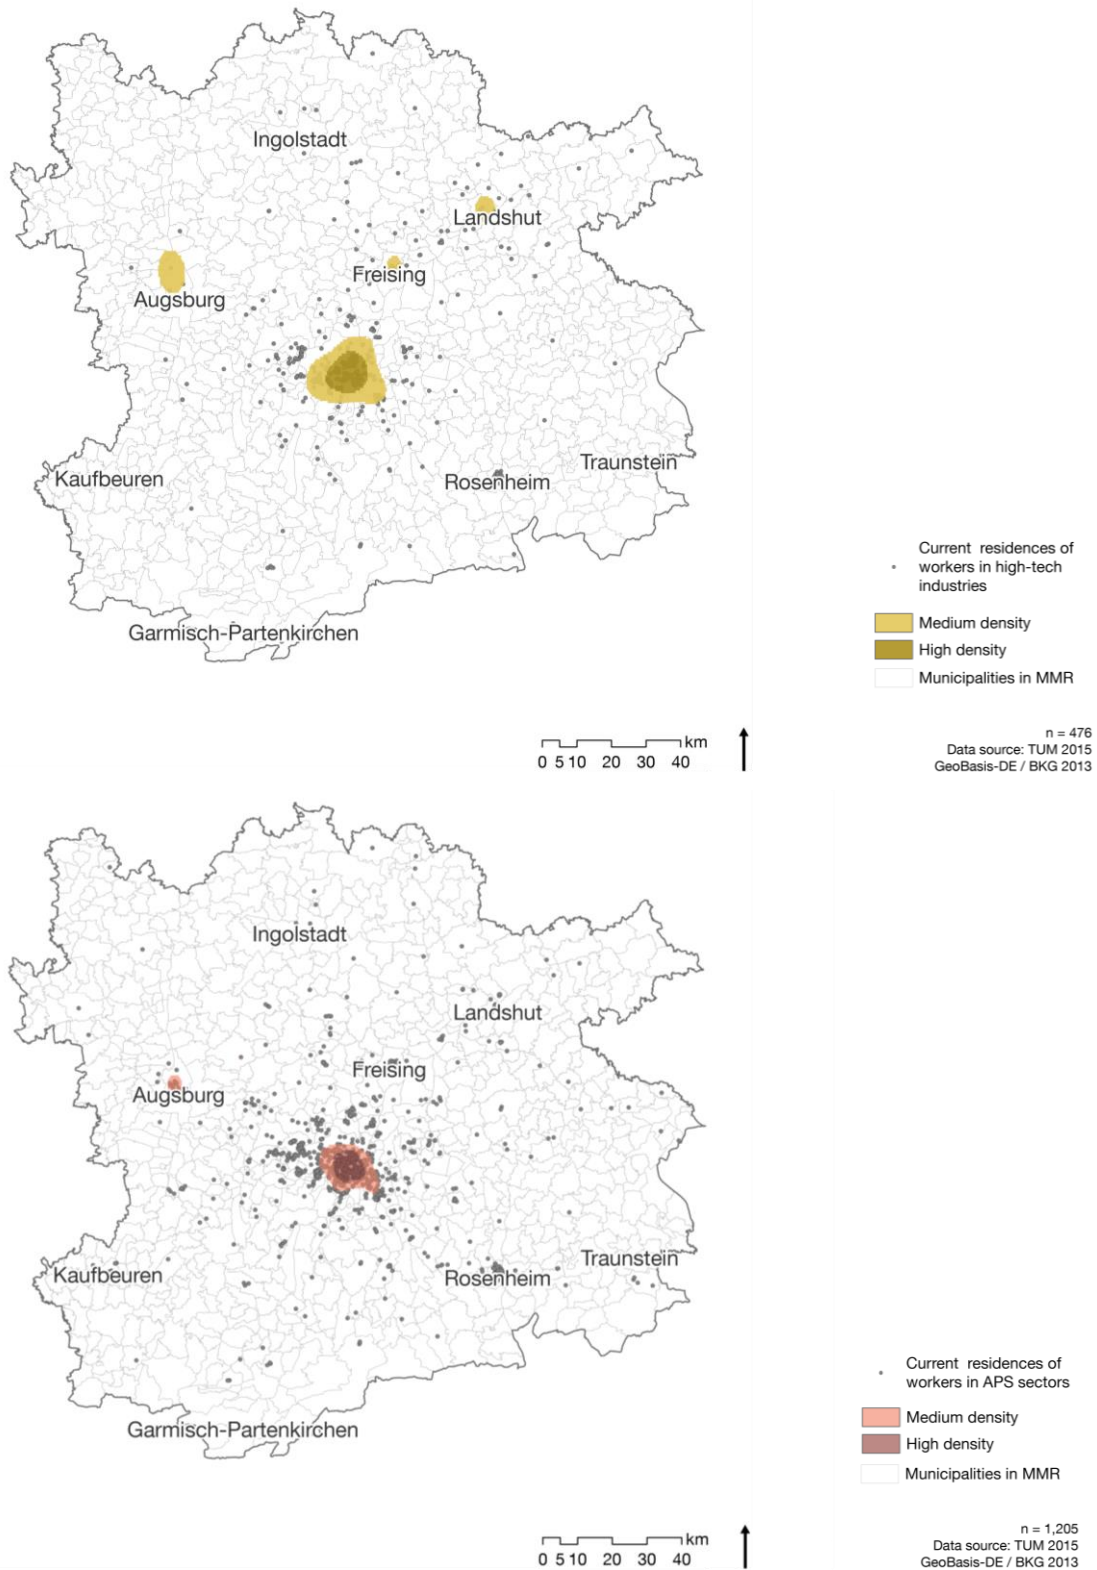 Ingolstadt
Landshut
Freising
Augsburg
Traunstein
Kaufbeuren
Rosenheim
Garmisch-Partenkirchen
Current residences of
workers in high-tech
industries
Medium density
High density
Municipalities in MMR
km
0 5 10 20 30 40
n = 476
Data source: TUM 2015
GeoBasis-DE / BKG 2013
Ingolstadt
Landshut
Freising
Augsburg
Traunstein
Kaufbeuren
Rosenheim
Garmisch-Partenkirchen
Current residences of
workers in APS sectors
Medium density
High density
Municipalities in MMR
km
0 5 10 20 30 40
n = 1,205
Data source: TUM 2015
GeoBasis-DE / BKG 2013